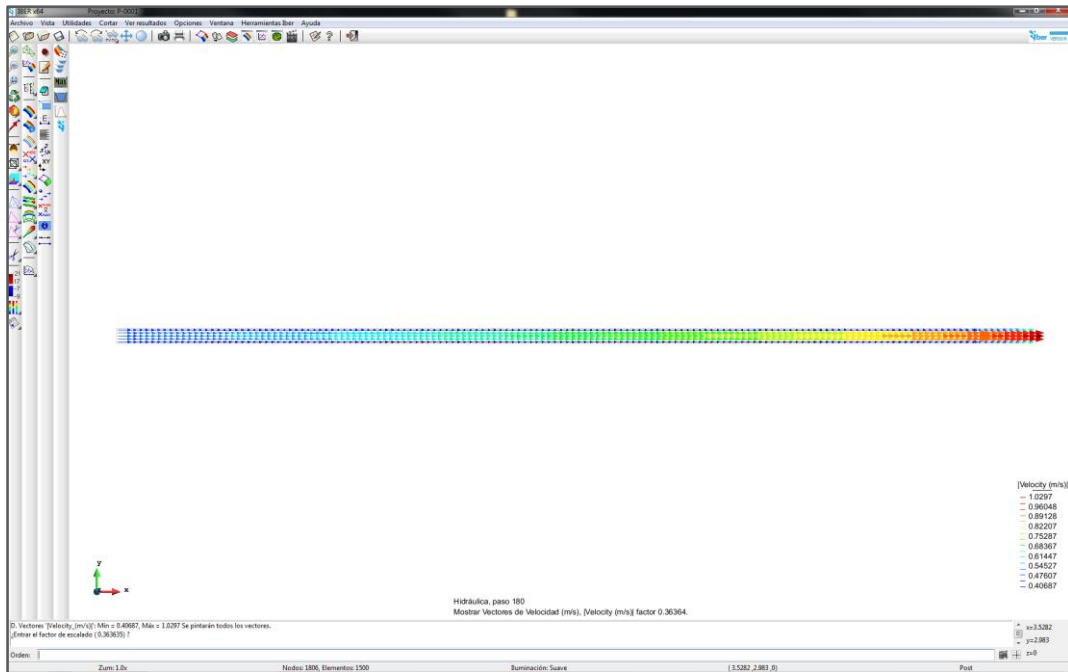 IBER x64 Proyecto: P-0001
Archivo Vista Utilidades Cortar Ver resultados Opciones Ventana Herramientas Iber Ayuda
iber
|Velocity (m/s)|
1.0297
0.96048
0.89128
0.82207
0.75287
0.68367
0.61447
0.54527
0.47607
0.40687
y
x
Hidráulica, paso 180
Mostrar Vectores de Velocidad (m/s), |Velocity (m/s)| factor 0.36364.
D. Vectores '|Velocity_(m/s)|': Mín = 0.40687, Máx = 1.0297 Se pintarán todos los vectores.
¿Entrar el factor de escalado ( 0.363635) ?
x=3.5282
y=2.983
z=0
Orden:
Zum: 1.0x Nodos: 1806, Elementos: 1500 Iluminación: Suave ( 3.5282 ,2.983 ,0) Post